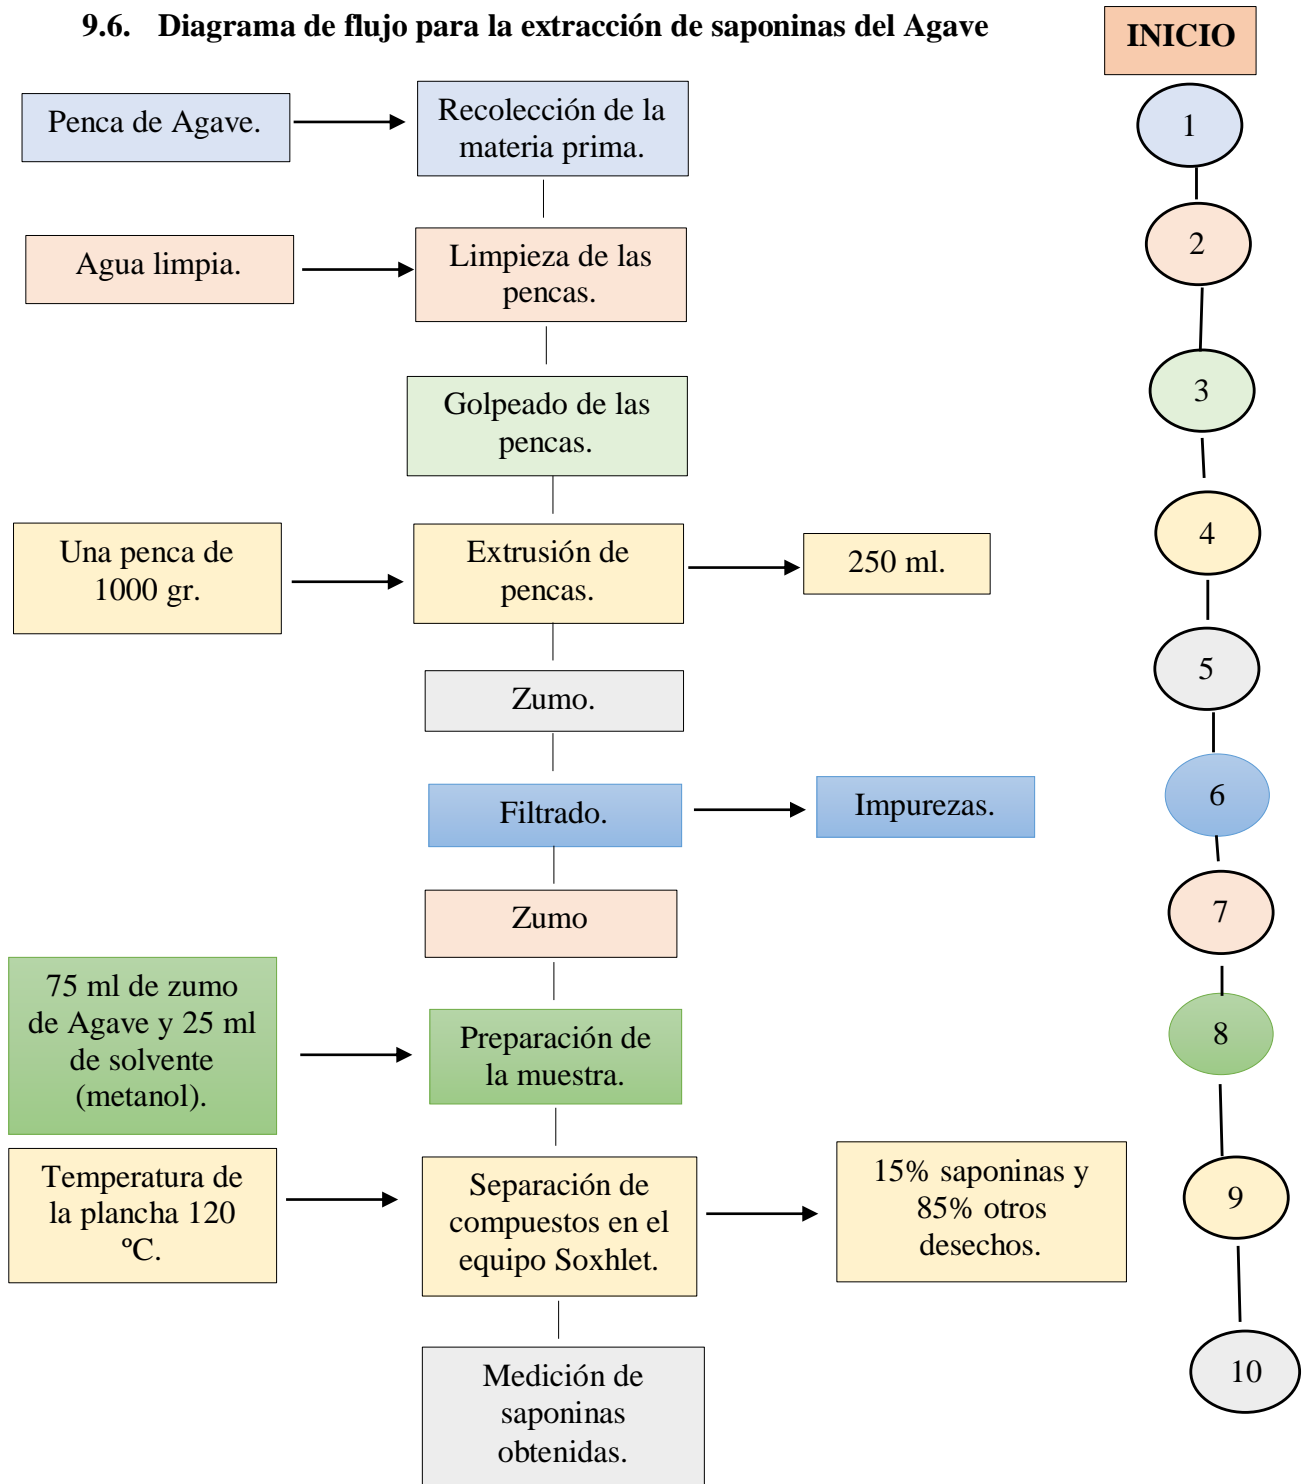 9.6. Diagrama de flujo para la extracción de saponinas del Agave
INICIO
Penca de Agave.
Recolección de la
materia prima.
1
Agua limpia.
Limpieza de las
pencas.
2
Golpeado de las
pencas.
3
Una penca de
1000 gr.
Extrusión de
pencas.
250 ml.
4
Zumo.
5
Filtrado.
Impurezas.
6
Zumo
7
75 ml de zumo
de Agave y 25 ml
de solvente
(metanol).
Preparación de
la muestra.
8
Temperatura de
la plancha 120
ºC.
Separación de
compuestos en el
equipo Soxhlet.
15% saponinas y
85% otros
desechos.
9
Medición de
saponinas
obtenidas.
10